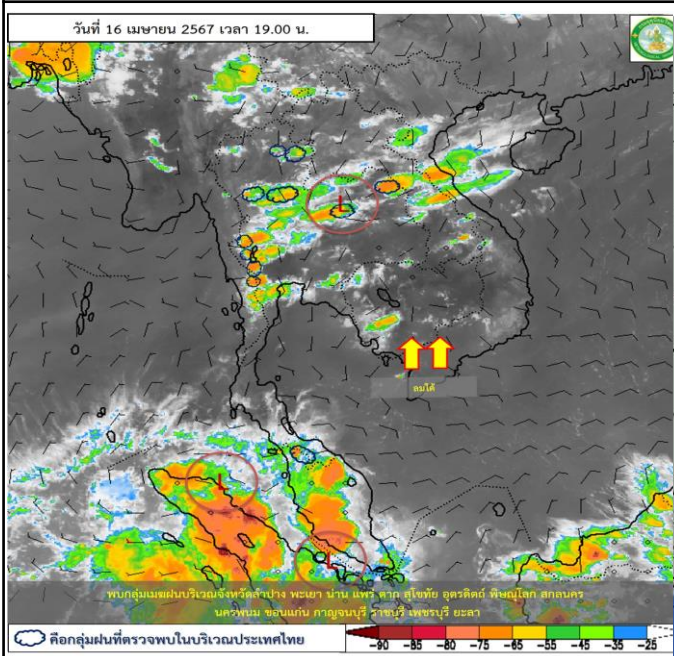 วันที่ 16 เมษายน 2567 เวลา 19.00 น.
L
ลมใต้
L
L
พบกลุ่มเมฆฝนบริเวณจังหวัดลำปาง พะเยา น่าน แพร่ ตาก สุโขทัย อุตรดิตถ์ พิษณุโลก สกลนคร
นครพนม ขอนแก่น กาญจนบุรี ราชบุรี เพชรบุรี ยะลา
คือกลุ่มฝนที่ตรวจพบในบริเวณประเทศไทย
-90 -85 -75 -65 -55 -45 -35 -25